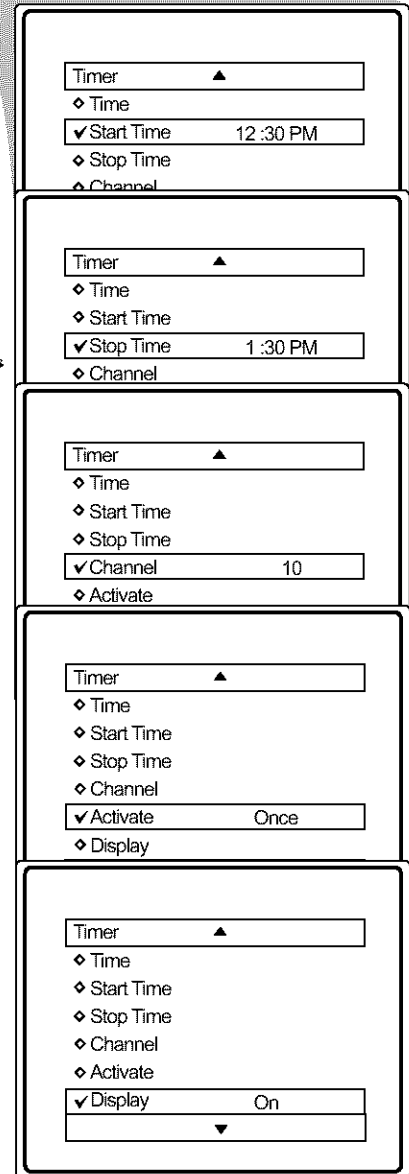 Timer ▲
◇ Time
✔ Start Time 12 :30 PM
◇ Stop Time
◇ Channel
Timer ▲
◇ Time
◇ Start Time
✔ Stop Time 1 :30 PM
◇ Channel
Timer ▲
◇ Time
◇ Start Time
◇ Stop Time
✔ Channel 10
◇ Activate
Timer ▲
◇ Time
◇ Start Time
◇ Stop Time
◇ Channel
✔ Activate Once
◇ Display
Timer ▲
◇ Time
◇ Start Time
◇ Stop Time
◇ Channel
◇ Activate
✔ Display On
▼